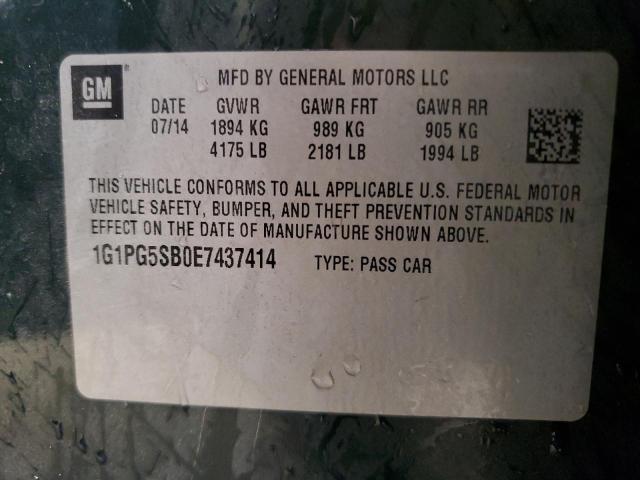 GM
MFD BY GENERAL MOTORS LLC
DATE GVWR GAWR FRT GAWR RR
07/14 1894 KG 989 KG 905 KG
4175 LB 2181 LB 1994 LB
THIS VEHICLE CONFORMS TO ALL APPLICABLE U.S. FEDERAL MOTOR
VEHICLE SAFETY, BUMPER, AND THEFT PREVENTION STANDARDS IN
EFFECT ON THE DATE OF MANUFACTURE SHOWN ABOVE.
1G1PG5SB0E7437414 TYPE: PASS CAR